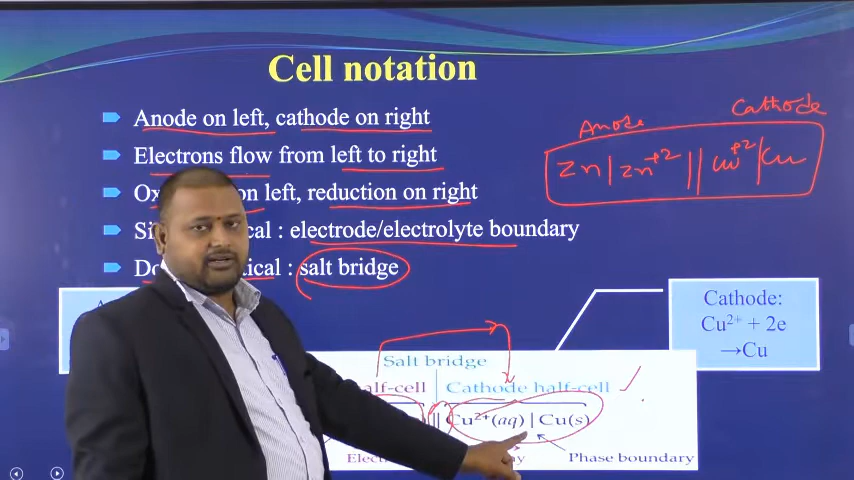 Cell notation
Anode on left, cathode on right
Electrons flow from left to right
on left, reduction on right
: electrode/electrolyte boundary
: salt bridge
Anode
Cathode
Zn | Zn+2 || Cu+2 | Cu
Cathode:
Cu²⁺ + 2e
→Cu
Salt bridge
Cathode half-cell
|| Cu²⁺(aq) | Cu(s)
Phase boundary